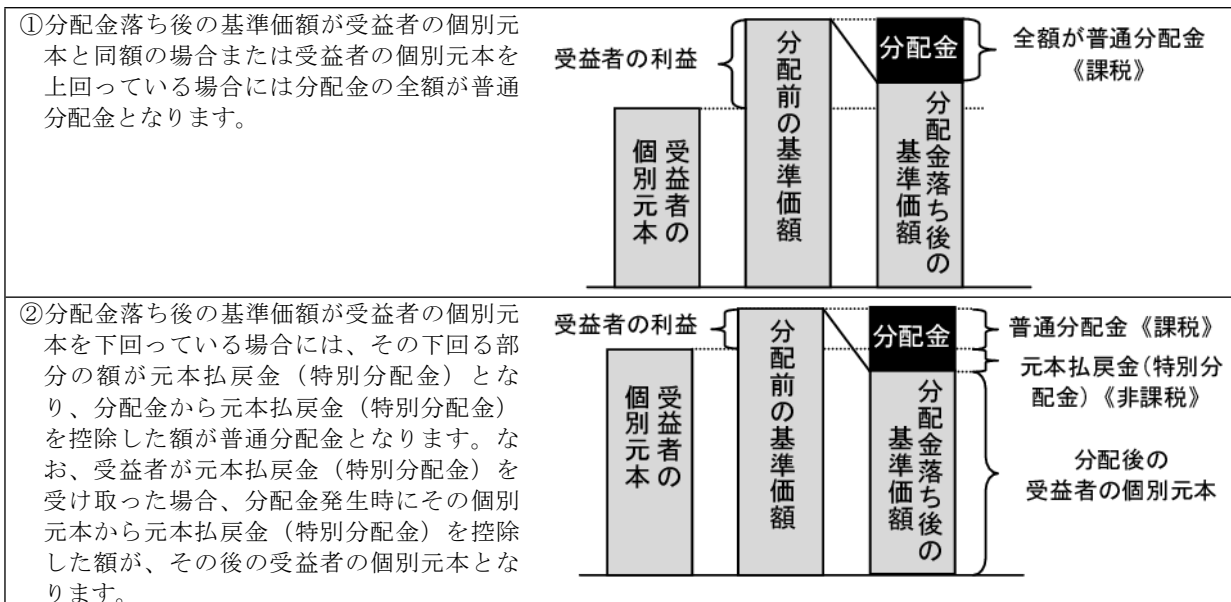 ①分配金落ち後の基準価額が受益者の個別元
本と同額の場合または受益者の個別元本を
上回っている場合には分配金の全額が普通
分配金となります。
受益者の利益
受益者の
個別元本
分配前の基準価額
分配金
分配金落ち後の
基準価額
全額が普通分配金
《課税》
②分配金落ち後の基準価額が受益者の個別元
本を下回っている場合には、その下回る部
分の額が元本払戻金（特別分配金）とな
り、分配金から元本払戻金（特別分配金）
を控除した額が普通分配金となります。な
お、受益者が元本払戻金（特別分配金）を
受け取った場合、分配金発生時にその個別
元本から元本払戻金（特別分配金）を控除
した額が、その後の受益者の個別元本とな
ります。
受益者の利益
受益者の
個別元本
分配前の基準価額
分配金
分配金落ち後の
基準価額
普通分配金《課税》
元本払戻金(特別分
配金)《非課税》
分配後の
受益者の個別元本